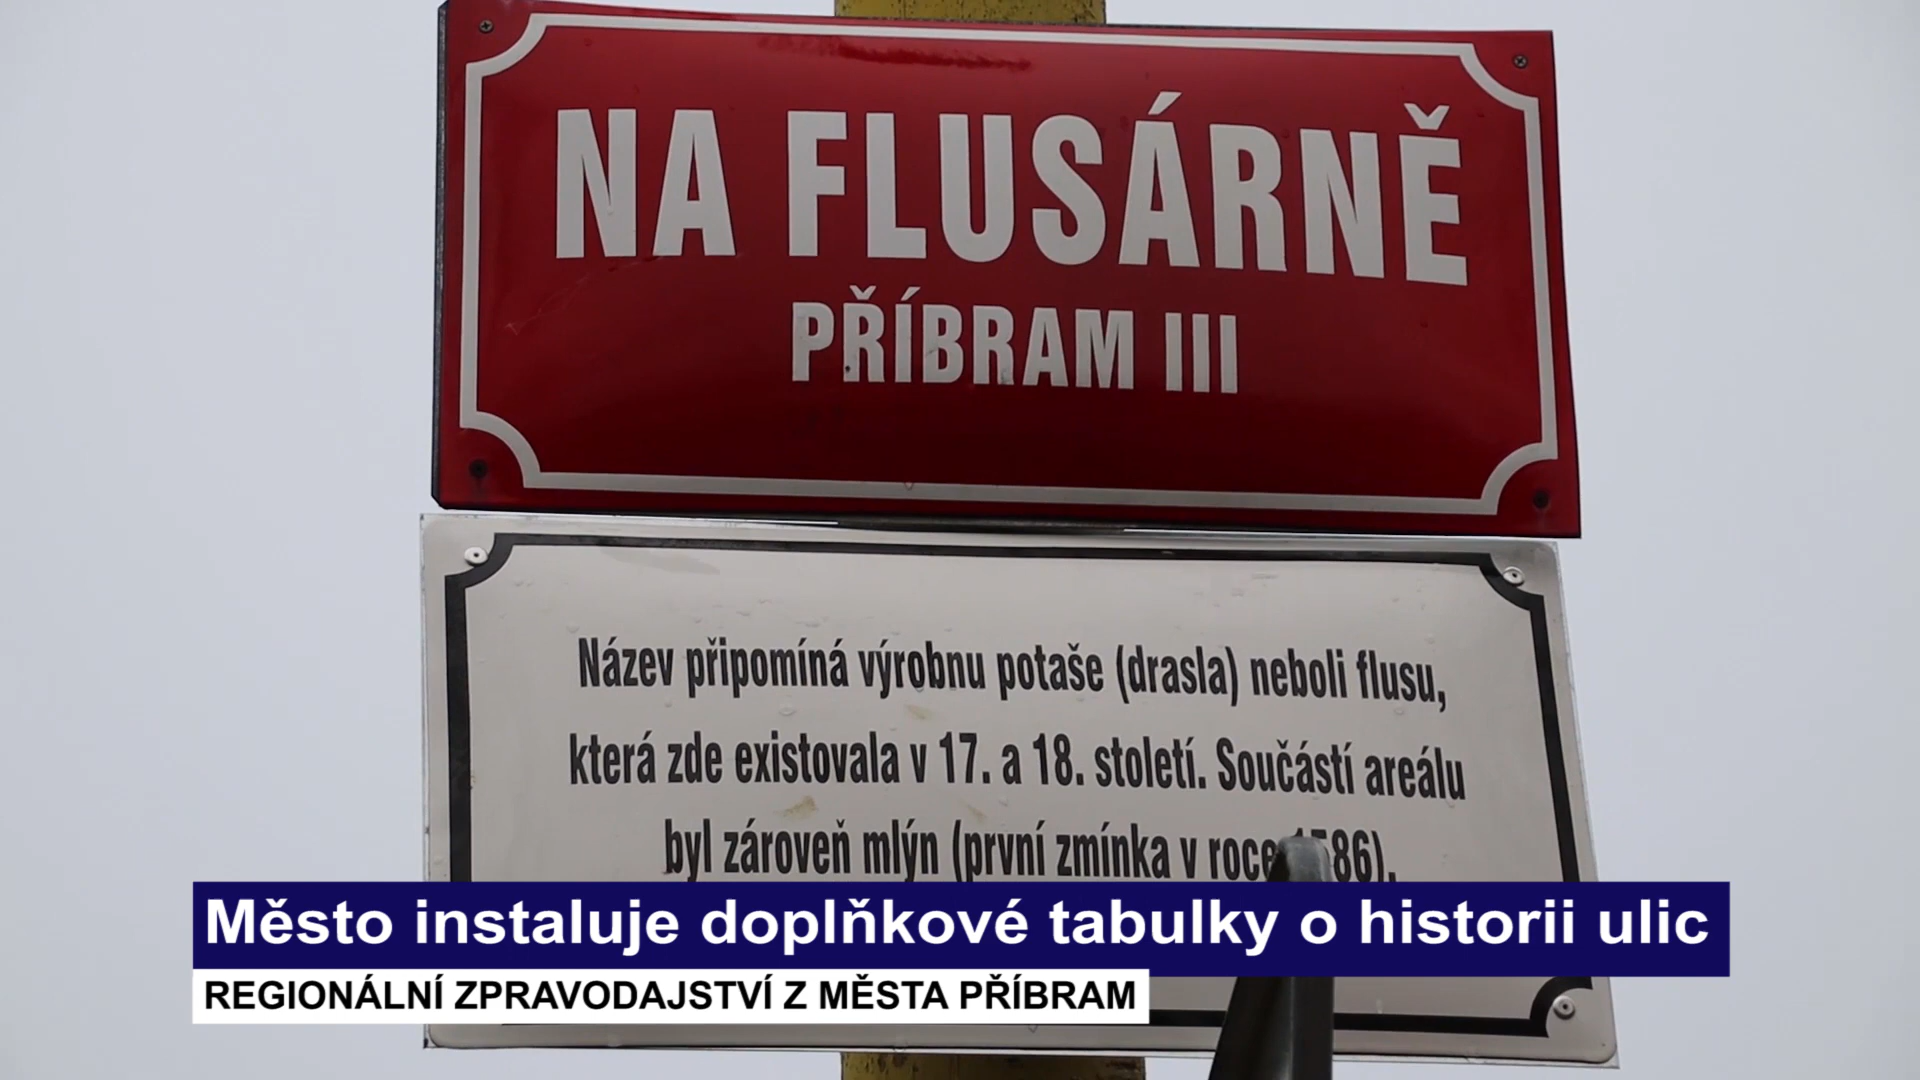 NA FLUSÁRNĚ
PŘÍBRAM III
Název připomíná výrobnu potaše (drasla) neboli flusu,
která zde existovala v 17. a 18. století. Součástí areálu
byl zároveň mlýn (první zmínka v roce 1586).
Město instaluje doplňkové tabulky o historii ulic
REGIONÁLNÍ ZPRAVODAJSTVÍ Z MĚSTA PŘÍBRAM